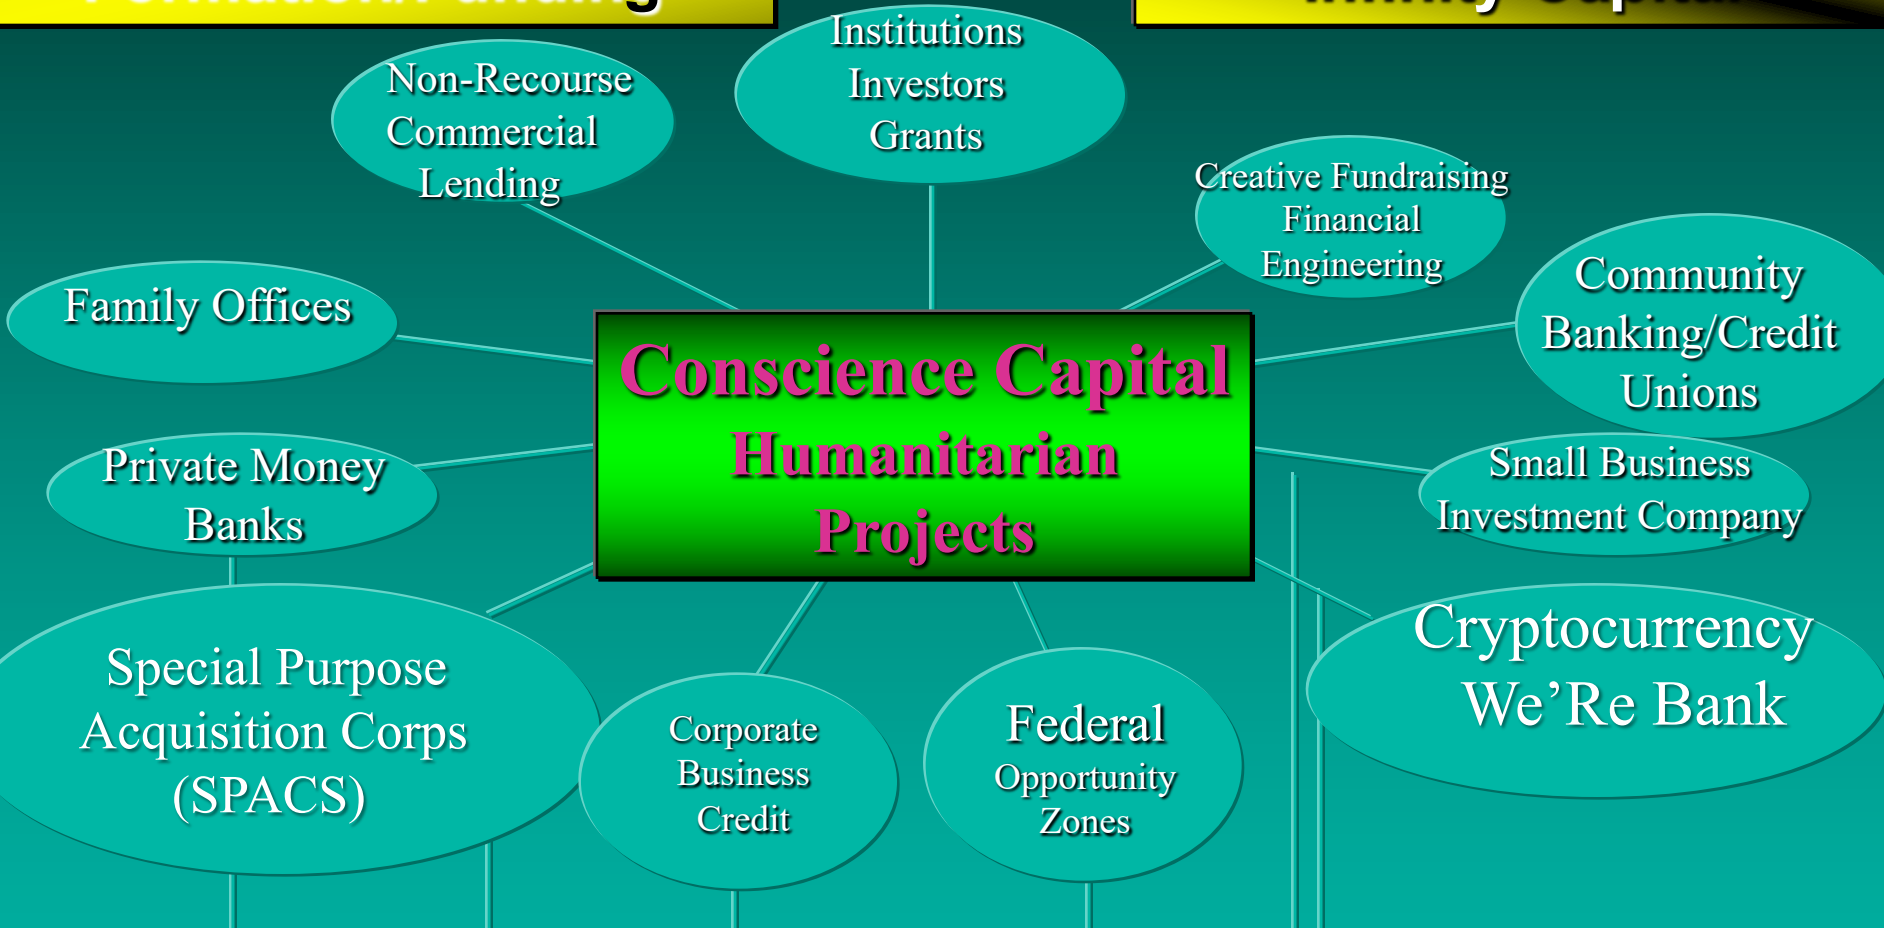 Institutions
Investors
Grants
Non-Recourse
Commercial
Lending
Creative Fundraising
Financial
Engineering
Family Offices
Community
Banking/Credit
Unions
Conscience Capital
Humanitarian
Projects
Private Money
Banks
Small Business
Investment Company
Special Purpose
Acquisition Corps
(SPACS)
Corporate
Business
Credit
Federal
Opportunity
Zones
Cryptocurrency
We’Re Bank